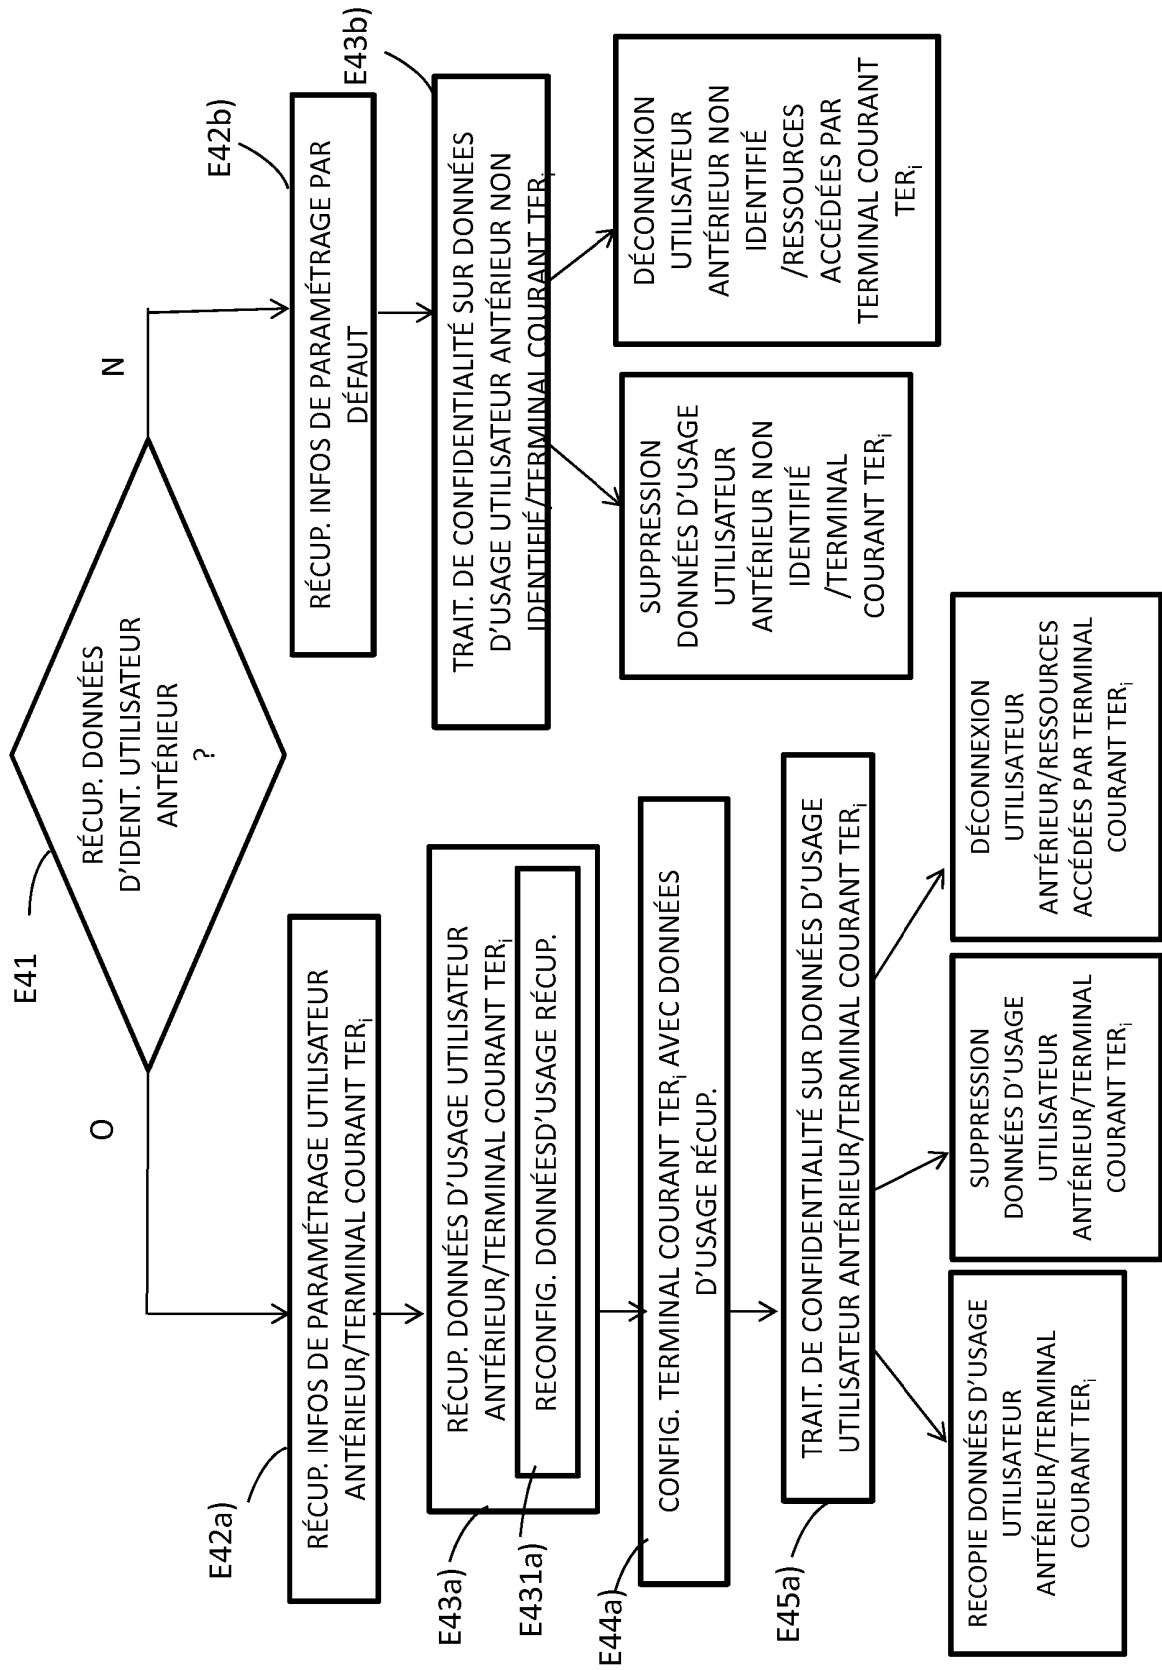 E41
RÉCUP. DONNÉES
D'IDENT. UTILISATEUR
ANTÉRIEUR
?
O
N
E42a)
RÉCUP. INFOS DE PARAMÉTRAGE UTILISATEUR
ANTÉRIEUR/TERMINAL COURANT TERi
E43a)
RÉCUP. DONNÉES D'USAGE UTILISATEUR
ANTÉRIEUR/TERMINAL COURANT TERi
E431a)
RECONFIG. DONNÉESD'USAGE RÉCUP.
E44a)
CONFIG. TERMINAL COURANT TERi AVEC DONNÉES
D'USAGE RÉCUP.
E45a)
TRAIT. DE CONFIDENTIALITÉ SUR DONNÉES D'USAGE
UTILISATEUR ANTÉRIEUR/TERMINAL COURANT TERi
RECOPIE DONNÉES D'USAGE
UTILISATEUR
ANTÉRIEUR/TERMINAL
COURANT TERi
SUPPRESSION
DONNÉES D'USAGE
UTILISATEUR
ANTÉRIEUR/TERMINAL
COURANT TERi
DÉCONNEXION
UTILISATEUR
ANTÉRIEUR/RESSOURCES
ACCÉDÉES PAR TERMINAL
COURANT TERi
E42b)
RÉCUP. INFOS DE PARAMÉTRAGE PAR
DÉFAUT
E43b)
TRAIT. DE CONFIDENTIALITÉ SUR DONNÉES
D'USAGE UTILISATEUR ANTÉRIEUR NON
IDENTIFIÉ/TERMINAL COURANT TERi
SUPPRESSION
DONNÉES D'USAGE
UTILISATEUR
ANTÉRIEUR NON
IDENTIFIÉ
/TERMINAL
COURANT TERi
DÉCONNEXION
UTILISATEUR
ANTÉRIEUR NON
IDENTIFIÉ
/RESSOURCES
ACCÉDÉES PAR
TERMINAL COURANT
TERi